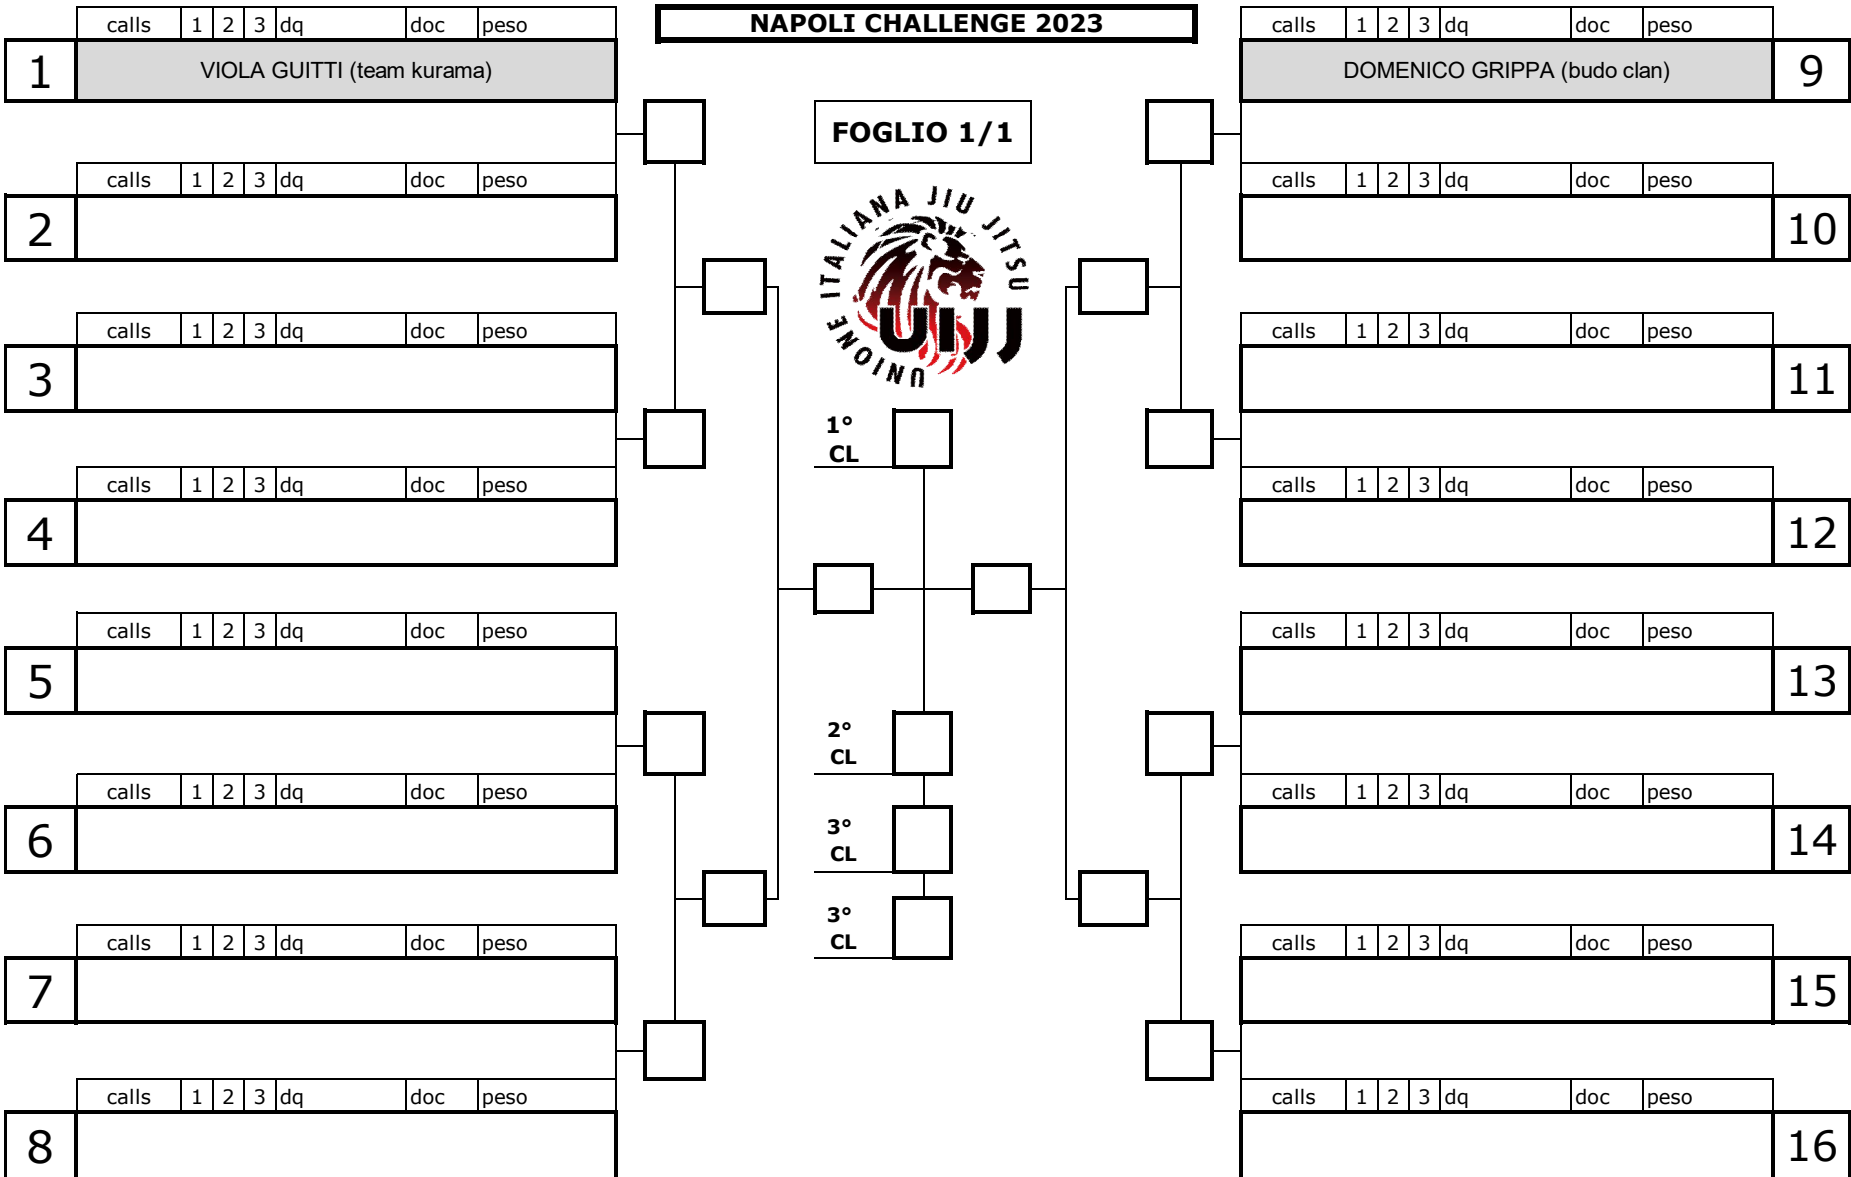 NAPOLI CHALLENGE 2023
FOGLIO 1/1
UNIONE ITALIANA JIU JITSU
UIJJ
calls 1 2 3 dq doc peso
1 VIOLA GUITTI (team kurama)
calls 1 2 3 dq doc peso
2
calls 1 2 3 dq doc peso
3
calls 1 2 3 dq doc peso
4
calls 1 2 3 dq doc peso
5
calls 1 2 3 dq doc peso
6
calls 1 2 3 dq doc peso
7
calls 1 2 3 dq doc peso
8
1°
CL
2°
CL
3°
CL
3°
CL
calls 1 2 3 dq doc peso
DOMENICO GRIPPA (budo clan) 9
calls 1 2 3 dq doc peso
10
calls 1 2 3 dq doc peso
11
calls 1 2 3 dq doc peso
12
calls 1 2 3 dq doc peso
13
calls 1 2 3 dq doc peso
14
calls 1 2 3 dq doc peso
15
calls 1 2 3 dq doc peso
16